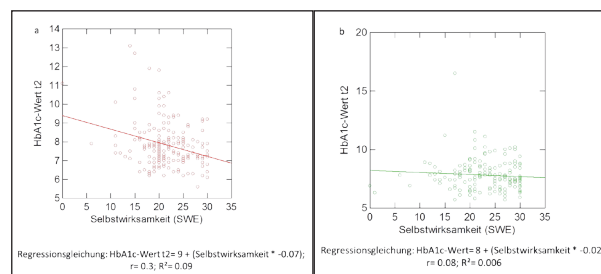 a
14
13
12
11
10
9
8
7
6
5
HbA1c-Wert t2
0 5 10 15 20 25 30 35
Selbstwirksamkeit (SWE)
Regressionsgleichung: HbA1c-Wert t2= 9 + (Selbstwirksamkeit * -0.07);
r= 0.3; R²= 0.09
b
20
15
10
5
HbA1c-Wert t2
0 5 10 15 20 25 30 35
Selbstwirksamkeit (SWE)
Regressionsgleichung: HbA1c-Wert= 8 + (Selbstwirksamkeit * -0.02
r= 0.08; R²= 0.006